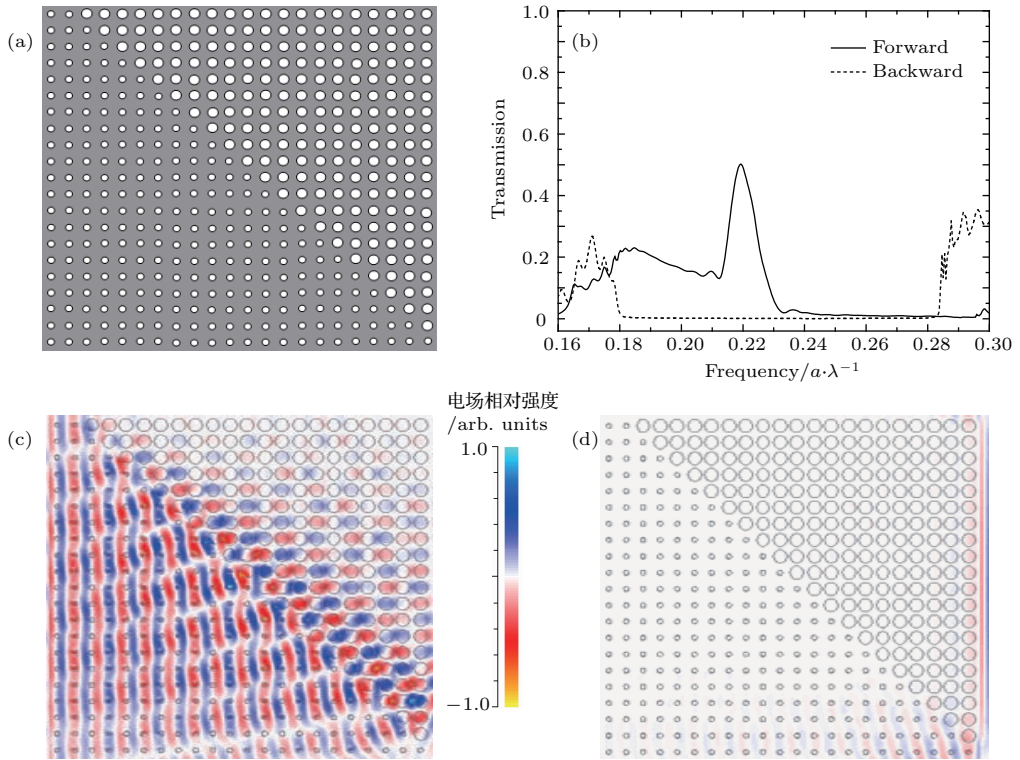 (a)
(b)
1.0
0.8
0.6
0.4
0.2
0
Transmission
Forward
Backward
0.16 0.18 0.20 0.22 0.24 0.26 0.28 0.30
Frequency/a·λ⁻¹
(c)
电场相对强度
/arb. units
1.0
−1.0
(d)